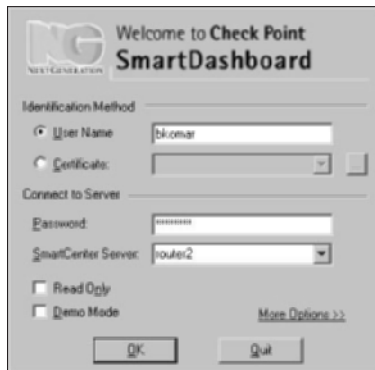 NG
NEXT GENERATION
Welcome to Check Point
SmartDashboard
Identification Method
User Name
bkomar
Certificate:
Connect to Server
Password:
********
SmartCenter Server:
router2
Read Only
Demo Mode
More Options >>
OK
Quit